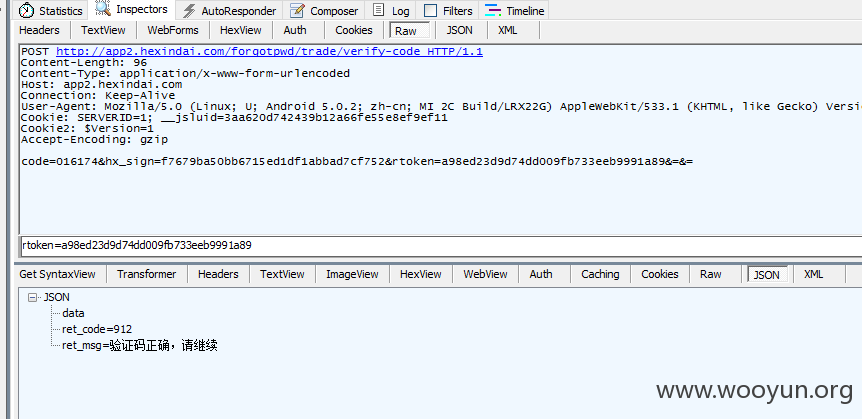 Statistics Inspectors AutoResponder Composer Log Filters Timeline
Headers TextView WebForms HexView Auth Cookies Raw JSON XML
POST http://app2.hexindai.com/forgotpwd/trade/verify-code HTTP/1.1
Content-Length: 96
Content-Type: application/x-www-form-urlencoded
Host: app2.hexindai.com
Connection: Keep-Alive
User-Agent: Mozilla/5.0 (Linux; U; Android 5.0.2; zh-cn; MI 2C Build/LRX22G) AppleWebKit/533.1 (KHTML, like Gecko) Versi
Cookie: SERVERID=1; __jsluid=3aa620d742439b12a66fe55e8ef9ef11
Cookie2: $Version=1
Accept-Encoding: gzip
code=016174&hx_sign=f7679ba50bb6715ed1df1abbad7cf752&rtoken=a98ed23d9d74dd009fb733eeb9991a89&=&=
rtoken=a98ed23d9d74dd009fb733eeb9991a89
Get SyntaxView Transformer Headers TextView ImageView HexView WebView Auth Caching Cookies Raw JSON XML
JSON
data
ret_code=912
ret_msg=验证码正确，请继续
www.wooyun.org